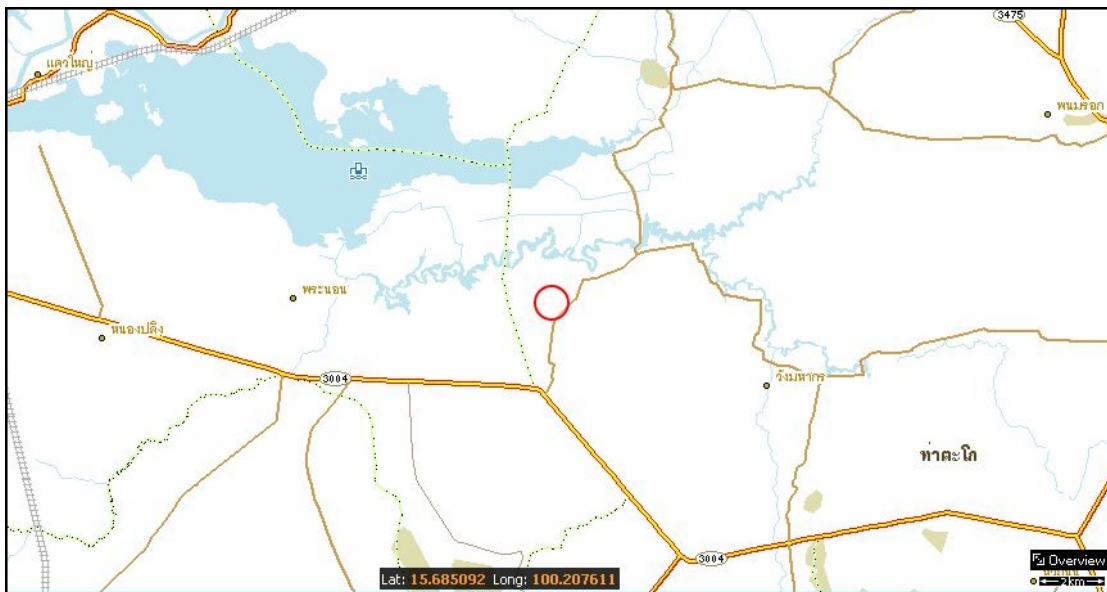 3475
แควใหญ่
พนมรอก
พระนอน
หนองปลิง
3004
วังมหากร
ท่าตะโก
3004
Overview
Lat: 15.685092 Long: 100.207611
2km